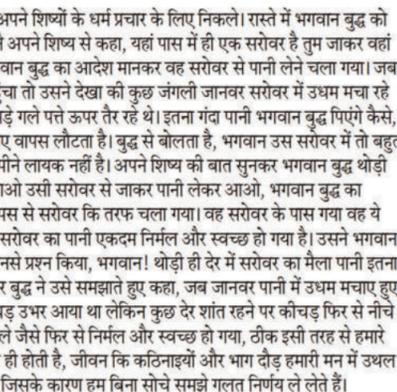 अपने शिष्यों के धर्म प्रचार के लिए निकले। रास्ते में भगवान बुद्ध को
अपने शिष्य से कहा, यहां पास में ही एक सरोवर है तुम जाकर वहां
वान बुद्ध का आदेश मानकर वह सरोवर से पानी लेने चला गया। जब
चा तो उसने देखा की कुछ जंगली जानवर सरोवर में उधम मचा रहे
ड़े गले पत्ते ऊपर तैर रहे थे। इतना गंदा पानी भगवान बुद्ध पिएंगे कैसे,
ए वापस लौटता है। बुद्ध से बोलता है, भगवान उस सरोवर में तो बहुत
पीने लायक नहीं है। अपने शिष्य की बात सुनकर भगवान बुद्ध थोड़ी
ओ उसी सरोवर से जाकर पानी लेकर आओ, भगवान बुद्ध का
पस से सरोवर कि तरफ चला गया। वह सरोवर के पास गया वह ये
सरोवर का पानी एकदम निर्मल और स्वच्छ हो गया है। उसने भगवान
नसे प्रश्न किया, भगवान! थोड़ी ही देर में सरोवर का मैला पानी इतना
र बुद्ध ने उसे समझाते हुए कहा, जब जानवर पानी में उधम मचाए हुए
चड़ उभर आया था लेकिन कुछ देर शांत रहने पर कीचड़ फिर से नीचे
ले जैसे फिर से निर्मल और स्वच्छ हो गया, ठीक इसी तरह से हमारे
ही होती है, जीवन कि कठिनाइयों और भाग दौड़ हमारी मन में उथल
जिसके कारण हम बिना सोचे समझे गलत निर्णय ले लेते हैं।